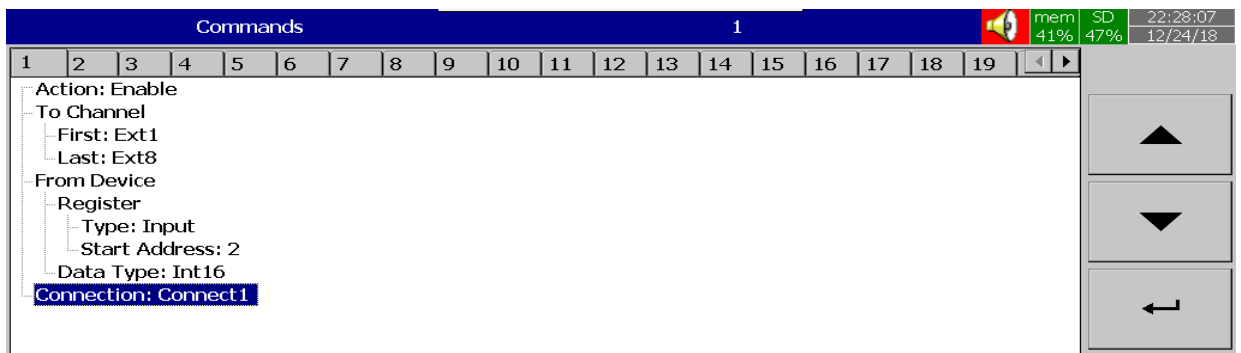 Commands 1 mem SD 22:28:07
41% 47% 12/24/18
1 2 3 4 5 6 7 8 9 10 11 12 13 14 15 16 17 18 19
Action: Enable
To Channel
First: Ext1
Last: Ext8
From Device
Register
Type: Input
Start Address: 2
Data Type: Int16
Connection: Connect1